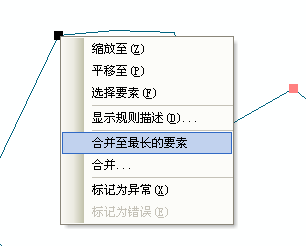 缩放至(Z)
平移至(P)
选择要素(F)
显示规则描述(D)...
合并至最长的要素
合并...
标记为异常(X)
标记为错误(E)